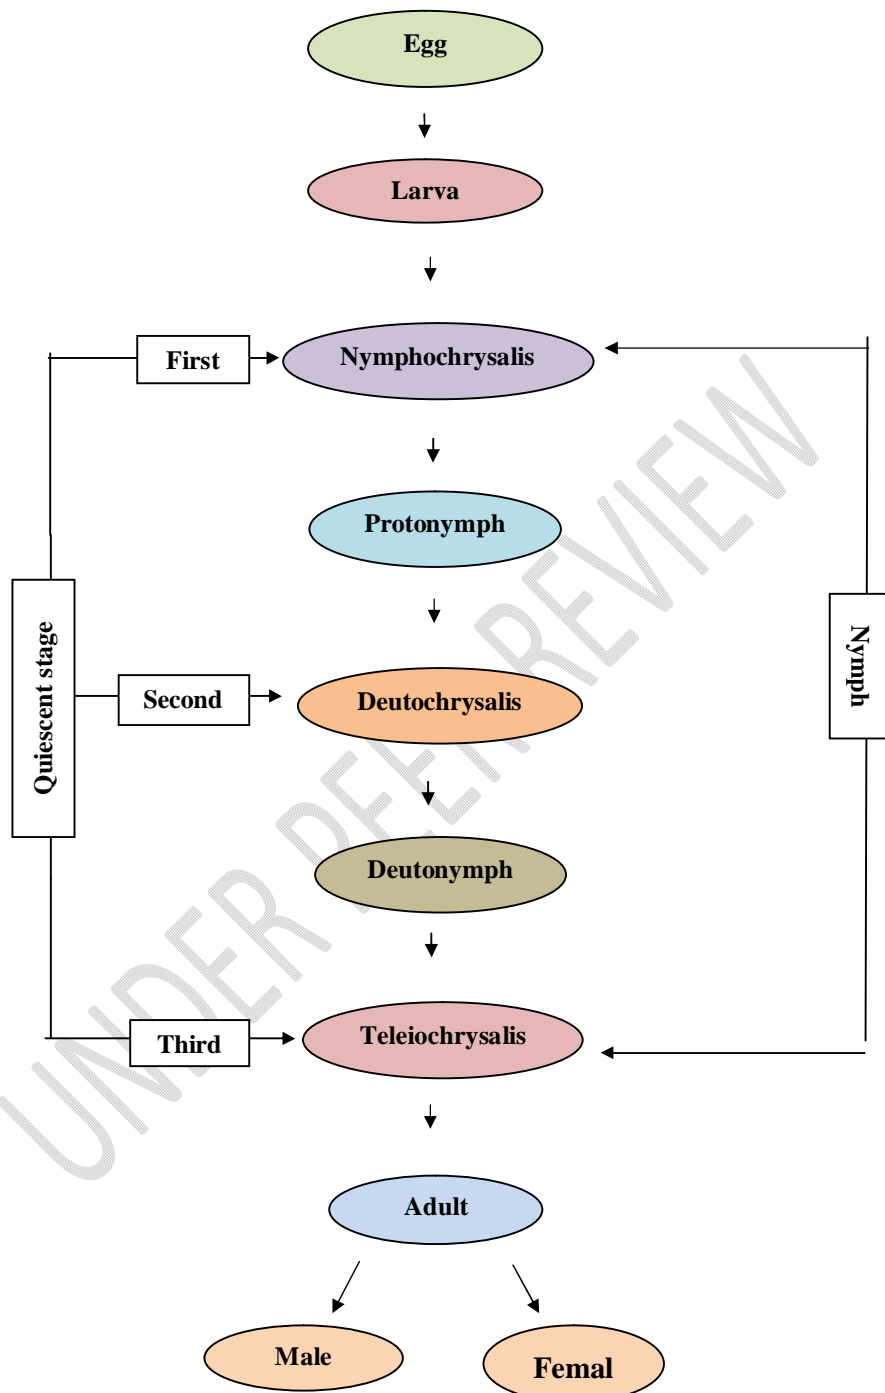 Egg
Larva
First
Nymphochrysalis
Protonymph
Quiescent stage
Second
Deutochrysalis
Nymph
Deutonymph
Third
Teleiochrysalis
Adult
Male
Femal
UNDER PEER REVIEW